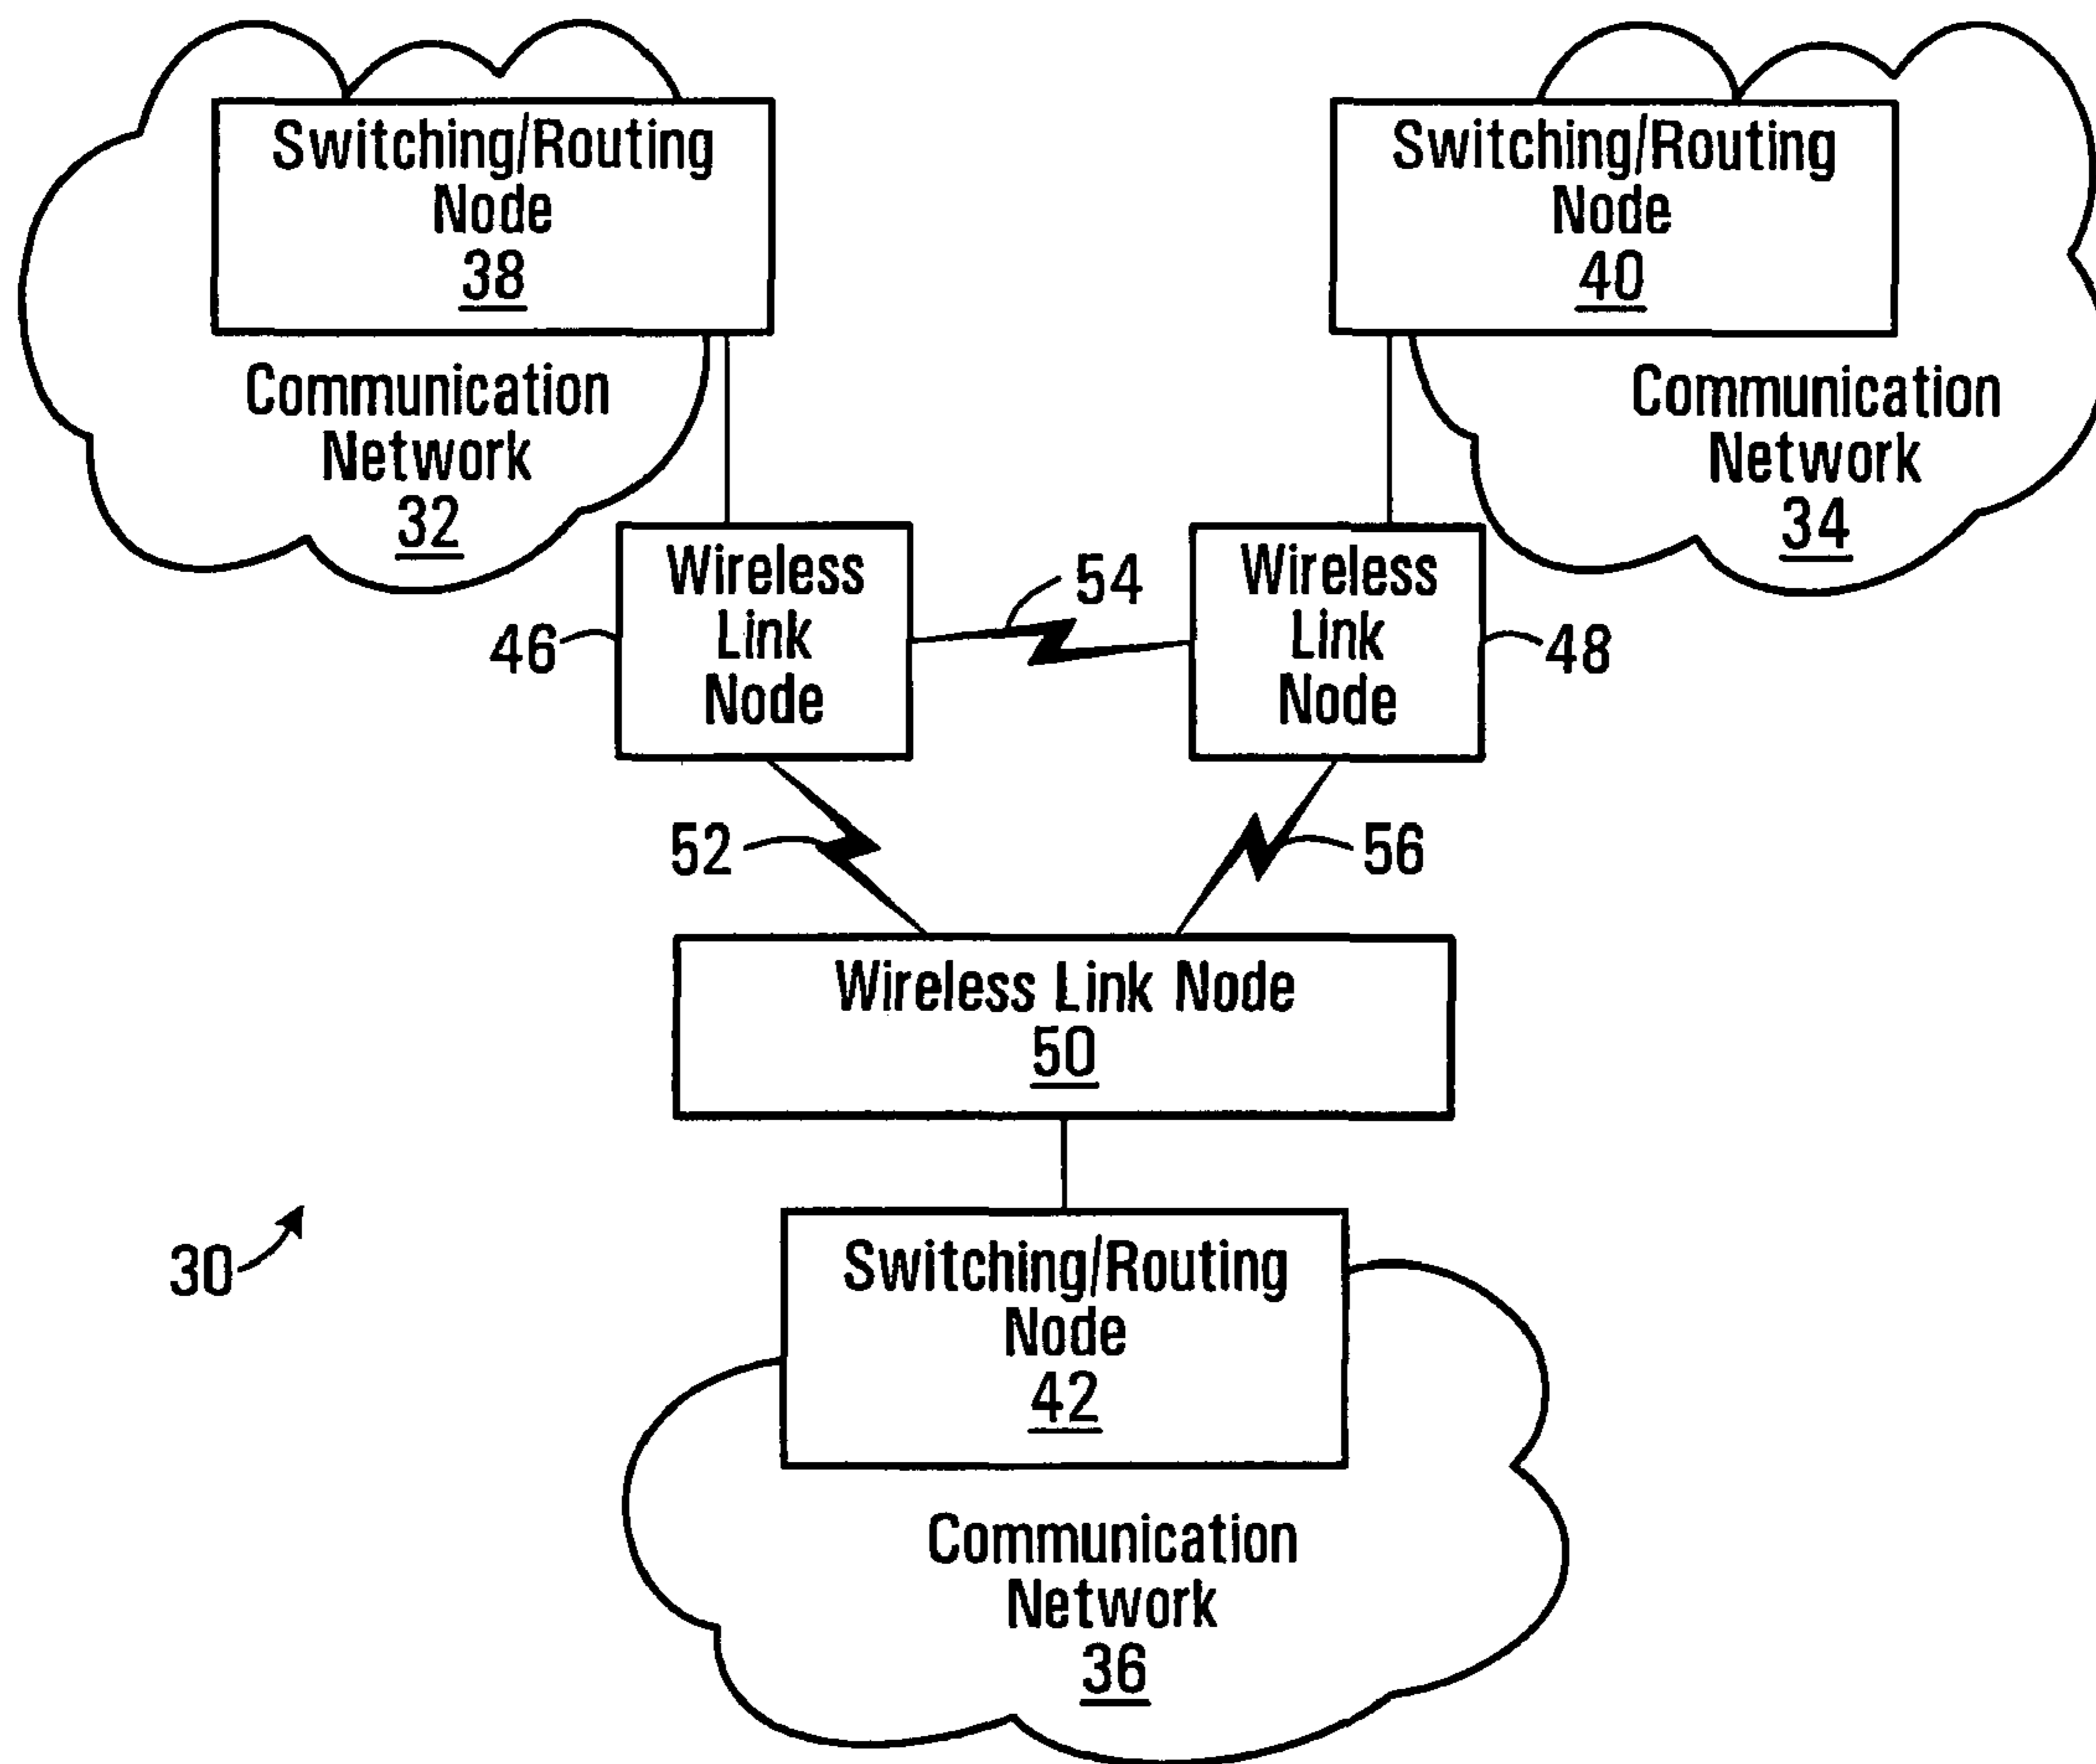 Switching/Routing
Node
38
Communication
Network
32
Switching/Routing
Node
40
Communication
Network
34
Wireless
Link
Node
46
54
Wireless
Link
Node
48
52
56
Wireless Link Node
50
30
Switching/Routing
Node
42
Communication
Network
36